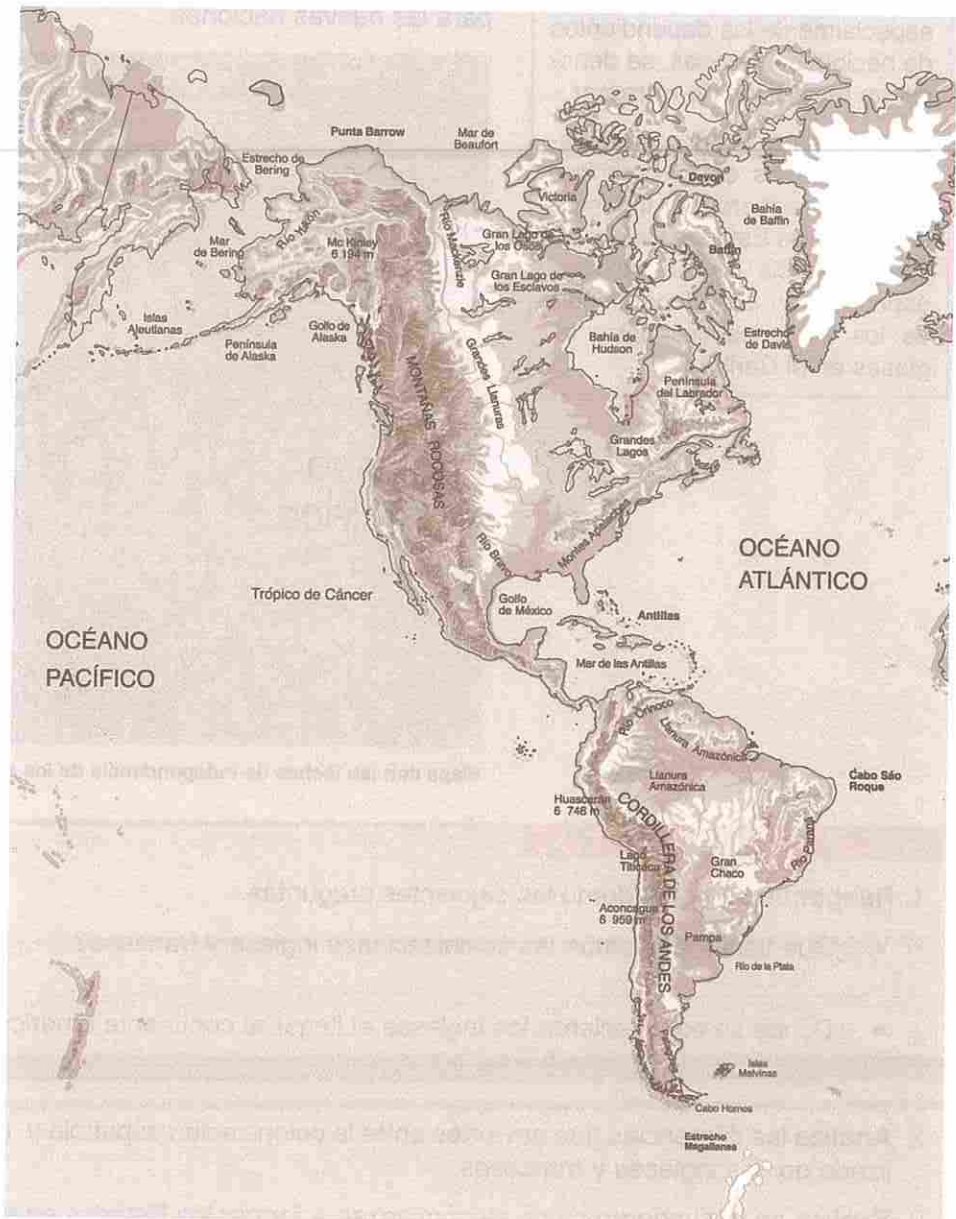 Punta Barrow
Mar de
Beaufort
Estrecho de
Bering
Devon
Victoria
Bahía
de Baffin
Río Yukón
Mc Kinley
6 194 m
Río Mackenzie
Gran Lago de
los Osos
Baffin
Mar
de Bering
Gran Lago de
los Esclavos
Islas
Aleutianas
Península
de Alaska
Golfo de
Alaska
Bahía de
Hudson
Estrecho
de Davis
Península
del Labrador
MONTAÑAS ROCOSAS
Grandes Llanuras
Grandes
Lagos
Montes Apalaches
Río Bravo
OCÉANO
ATLÁNTICO
Trópico de Cáncer
Golfo
de México
Antillas
OCÉANO
PACÍFICO
Mar de las Antillas
Río Orinoco
Llanura Amazónica
Llanura
Amazónica
Cabo São
Roque
Huascarán
6 746 m
CORDILLERA DE LOS ANDES
Río Paraná
Lago
Titicaca
Gran
Chaco
Aconcagua
6 959 m
Pampa
Río de la Plata
Islas
Malvinas
Cabo Hornos
Estrecho
Magallanes